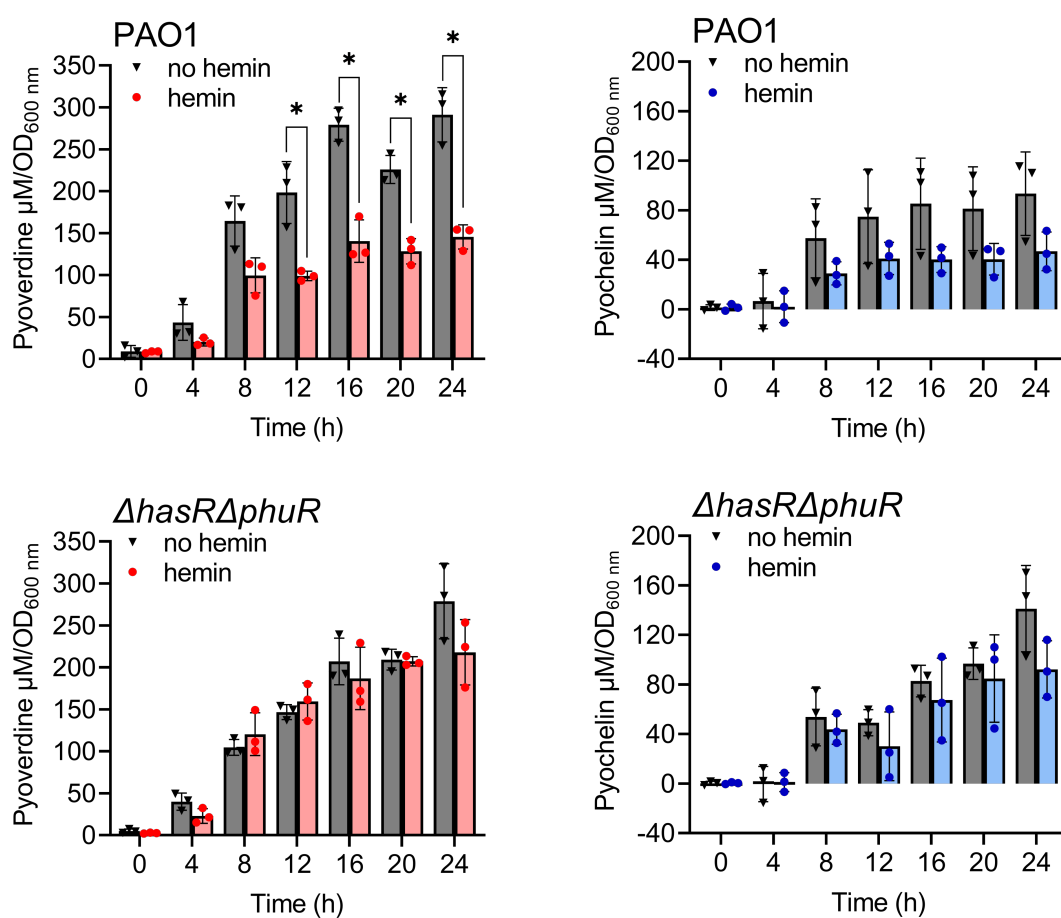 PAO1
no hemin
hemin
* * * *
350
300
250
200
150
100
50
0
Pyoverdine µM/OD600 nm
0 4 8 12 16 20 24
Time (h)
PAO1
no hemin
hemin
200
160
120
80
40
0
-40
Pyochelin µM/OD600 nm
0 4 8 12 16 20 24
Time (h)
ΔhasRΔphuR
no hemin
hemin
350
300
250
200
150
100
50
0
Pyoverdine µM/OD600 nm
0 4 8 12 16 20 24
Time (h)
ΔhasRΔphuR
no hemin
hemin
200
160
120
80
40
0
-40
Pyochelin µM/OD600 nm
0 4 8 12 16 20 24
Time (h)